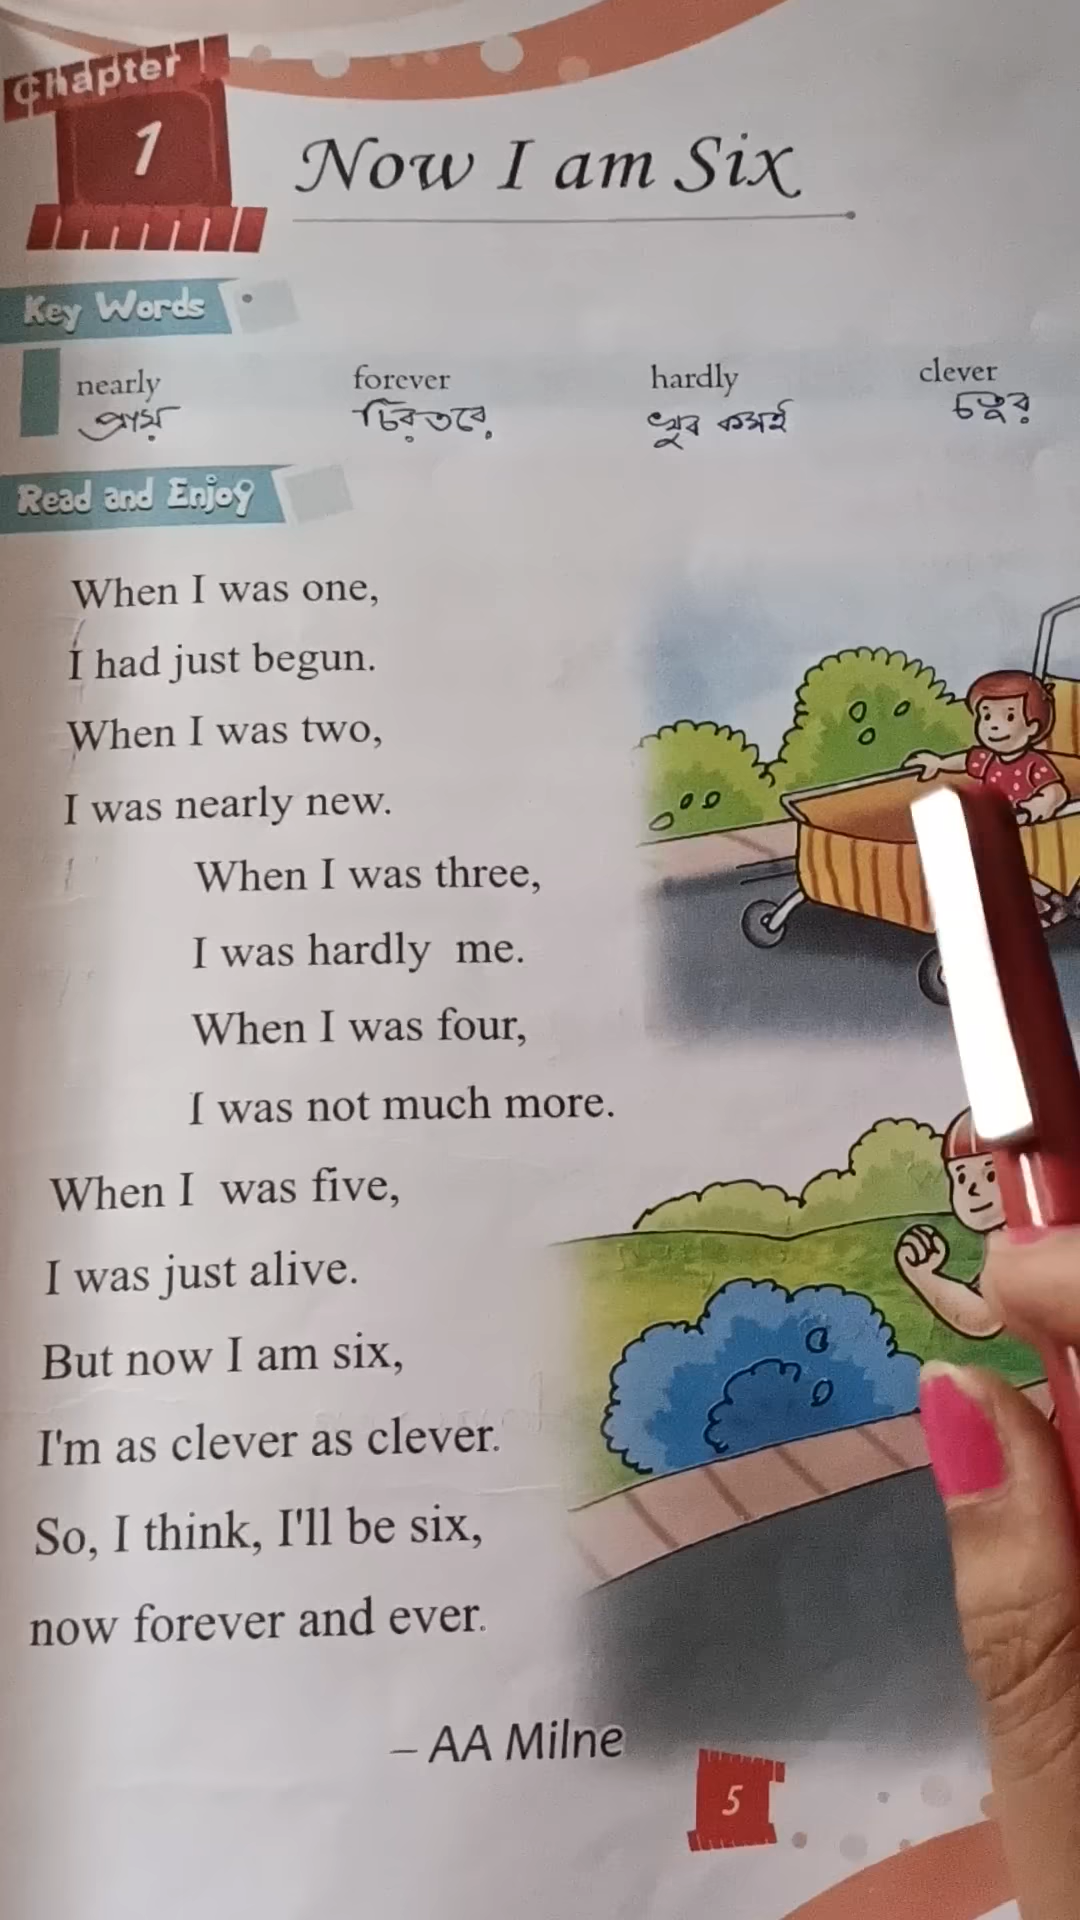 Chapter
1
Now I am Six
Key Words
nearly forever hardly clever
প্রায় চিরতরে খুব কমই চতুর
Read and Enjoy
When I was one,
I had just begun.
When I was two,
I was nearly new.
When I was three,
I was hardly me.
When I was four,
I was not much more.
When I was five,
I was just alive.
But now I am six,
I'm as clever as clever.
So, I think, I'll be six,
now forever and ever.
– AA Milne
5